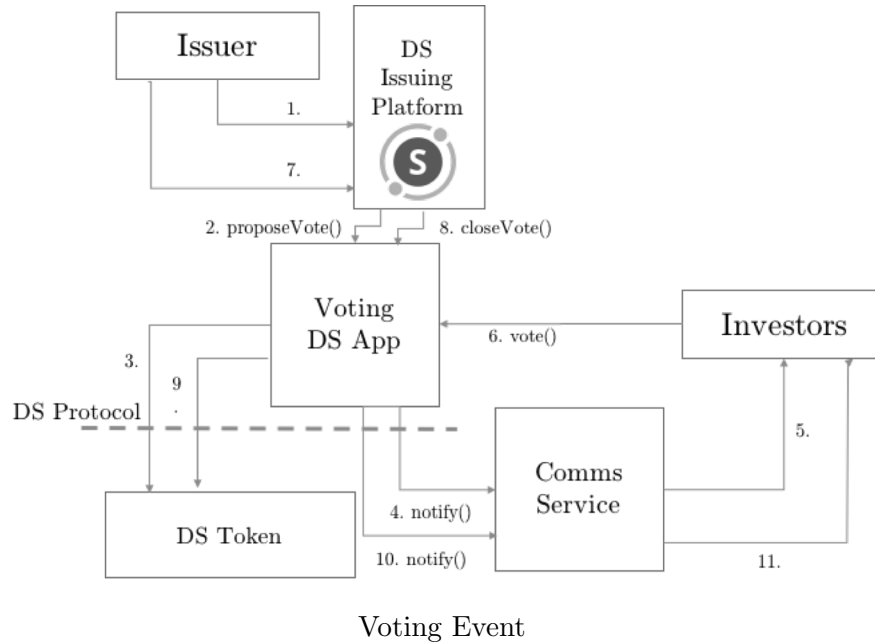 Issuer
DS
Issuing
Platform
S
1.
7.
2. proposeVote()
8. closeVote()
Voting
DS App
Investors
6. vote()
3.
9
.
DS Protocol
5.
Comms
Service
4. notify()
DS Token
10. notify()
11.
Voting Event